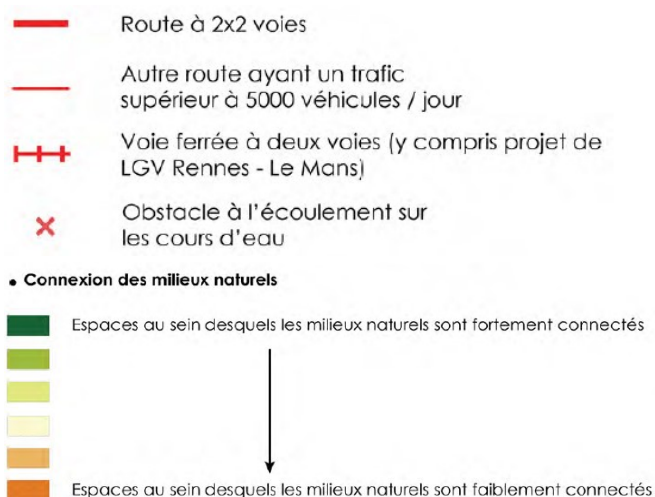 Route à 2x2 voies
Autre route ayant un trafic
supérieur à 5000 véhicules / jour
Voie ferrée à deux voies (y compris projet de
LGV Rennes - Le Mans)
Obstacle à l'écoulement sur
les cours d'eau
• Connexion des milieux naturels
Espaces au sein desquels les milieux naturels sont fortement connectés
Espaces au sein desquels les milieux naturels sont faiblement connectés